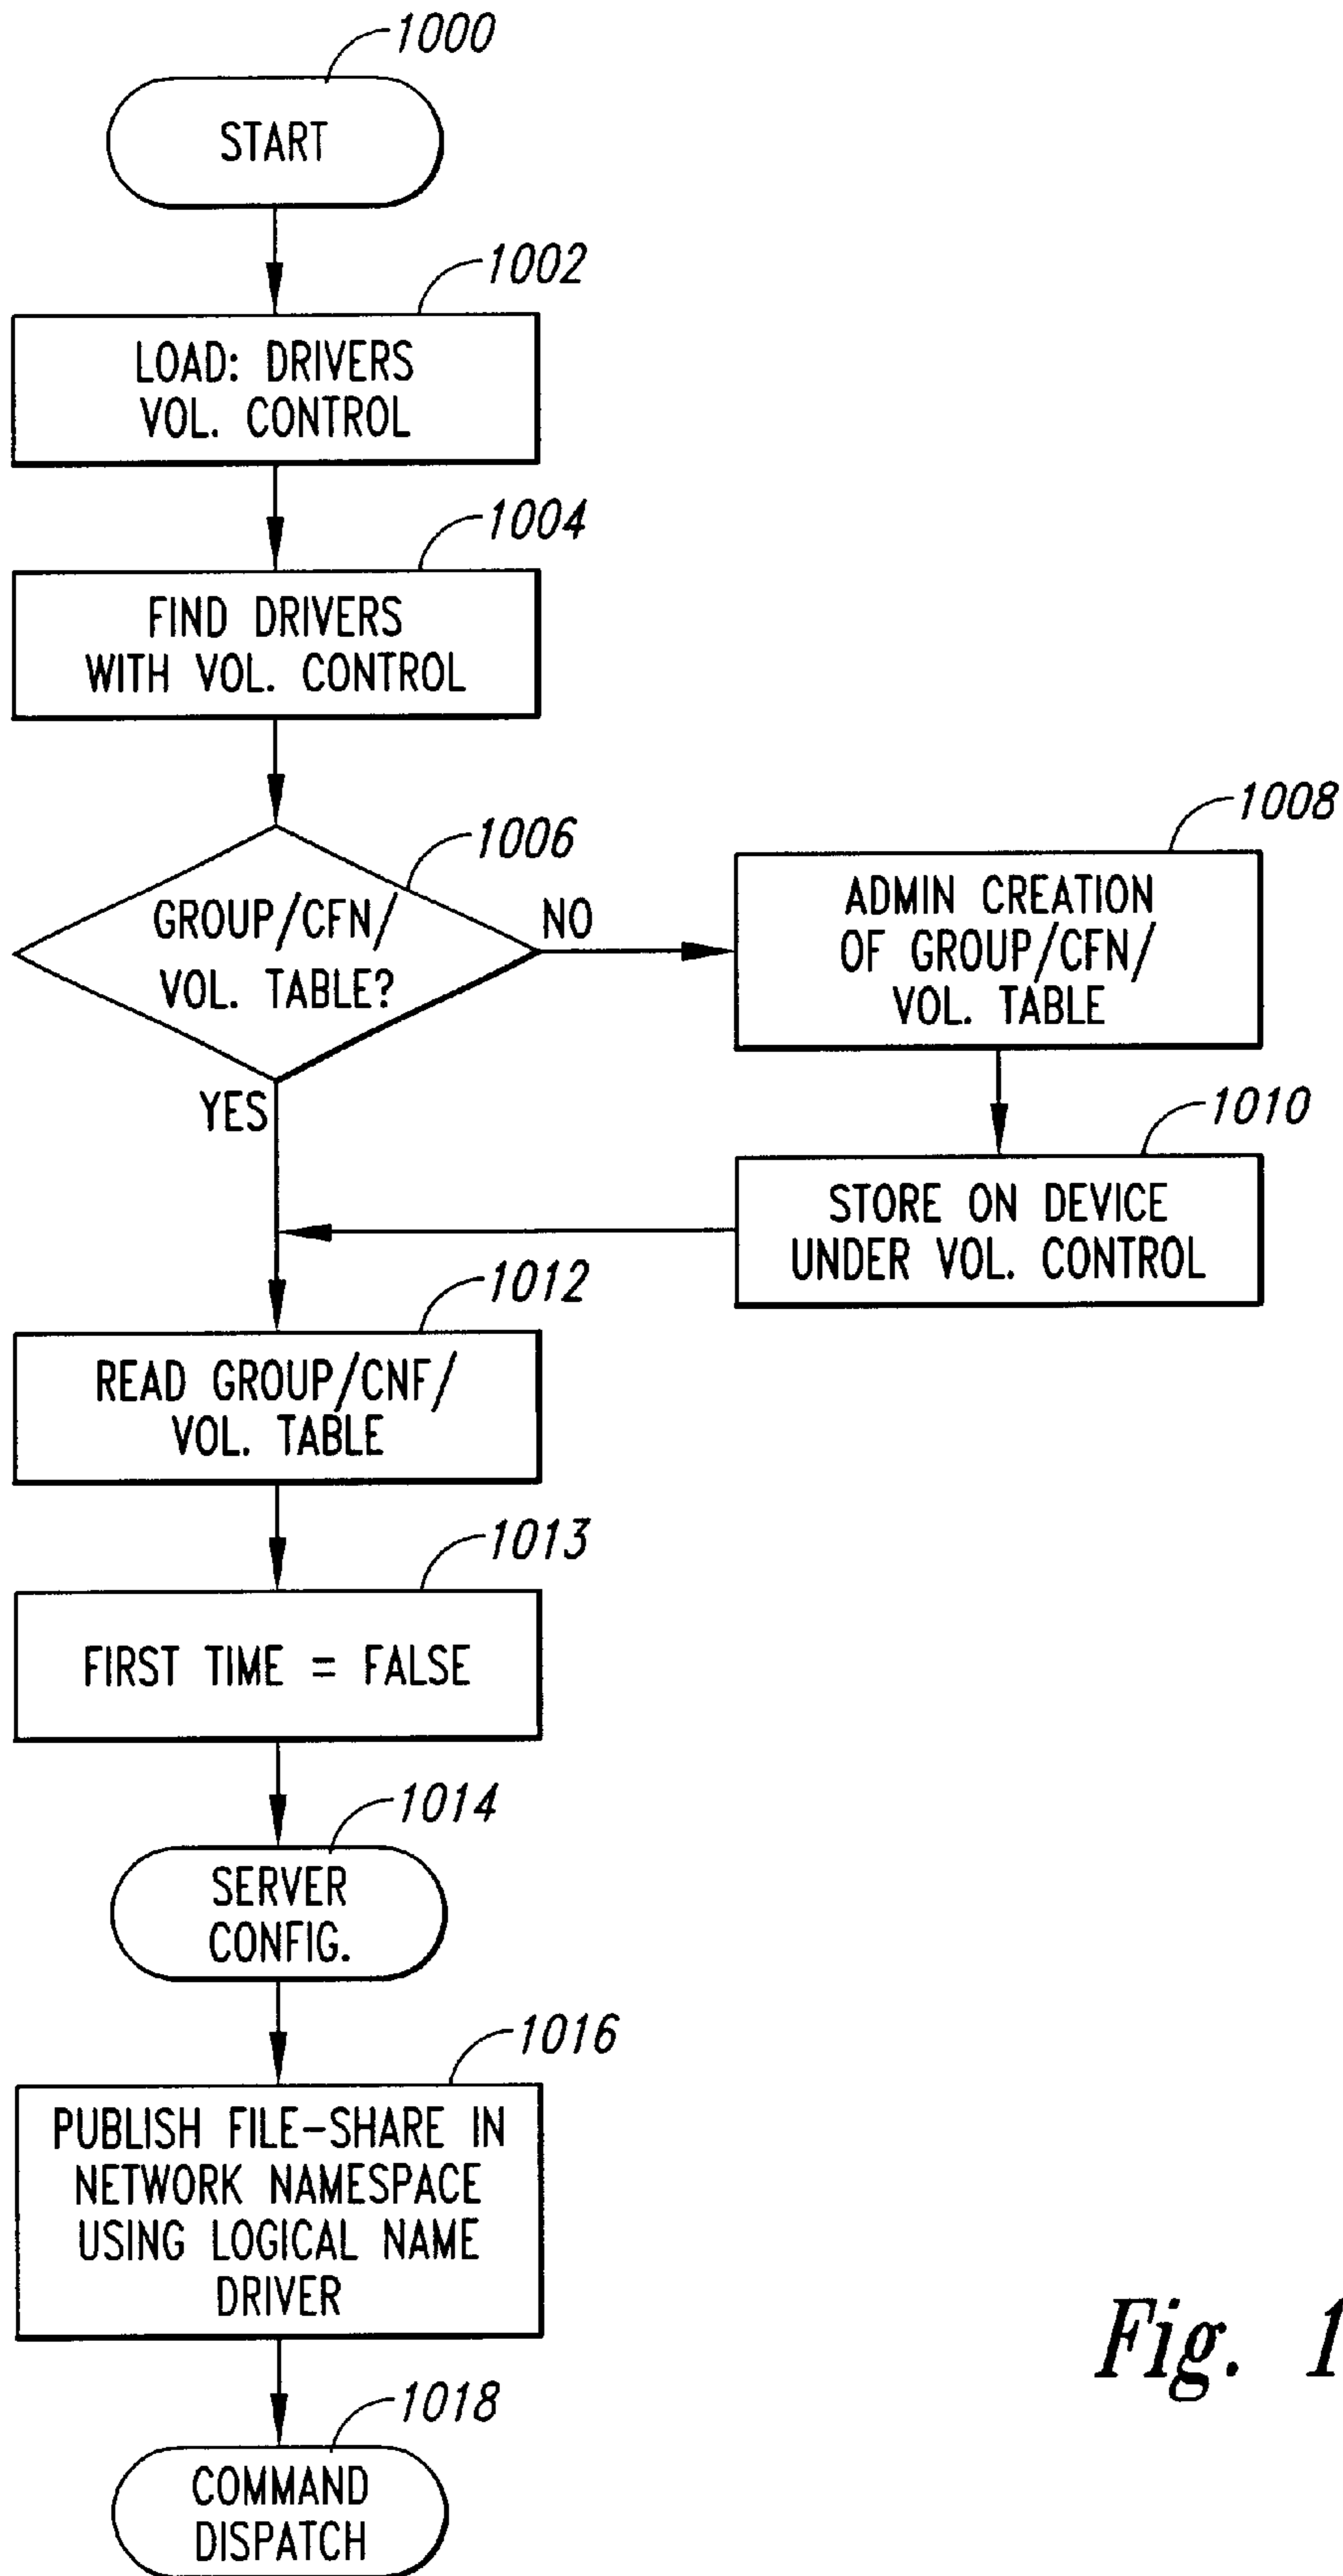 1000
START
1002
LOAD: DRIVERS
VOL. CONTROL
1004
FIND DRIVERS
WITH VOL. CONTROL
1006
GROUP/CFN/
VOL. TABLE?
NO
YES
1008
ADMIN CREATION
OF GROUP/CFN/
VOL. TABLE
1010
STORE ON DEVICE
UNDER VOL. CONTROL
1012
READ GROUP/CNF/
VOL. TABLE
1013
FIRST TIME = FALSE
1014
SERVER
CONFIG.
1016
PUBLISH FILE-SHARE IN
NETWORK NAMESPACE
USING LOGICAL NAME
DRIVER
1018
COMMAND
DISPATCH
Fig. 1